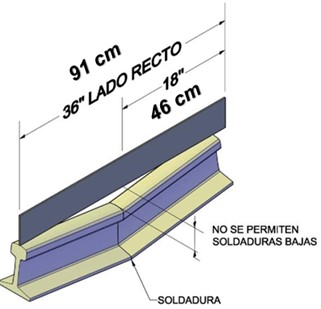 91 cm
36" LADO RECTO
18"
46 cm
NO SE PERMITEN
SOLDADURAS BAJAS
SOLDADURA